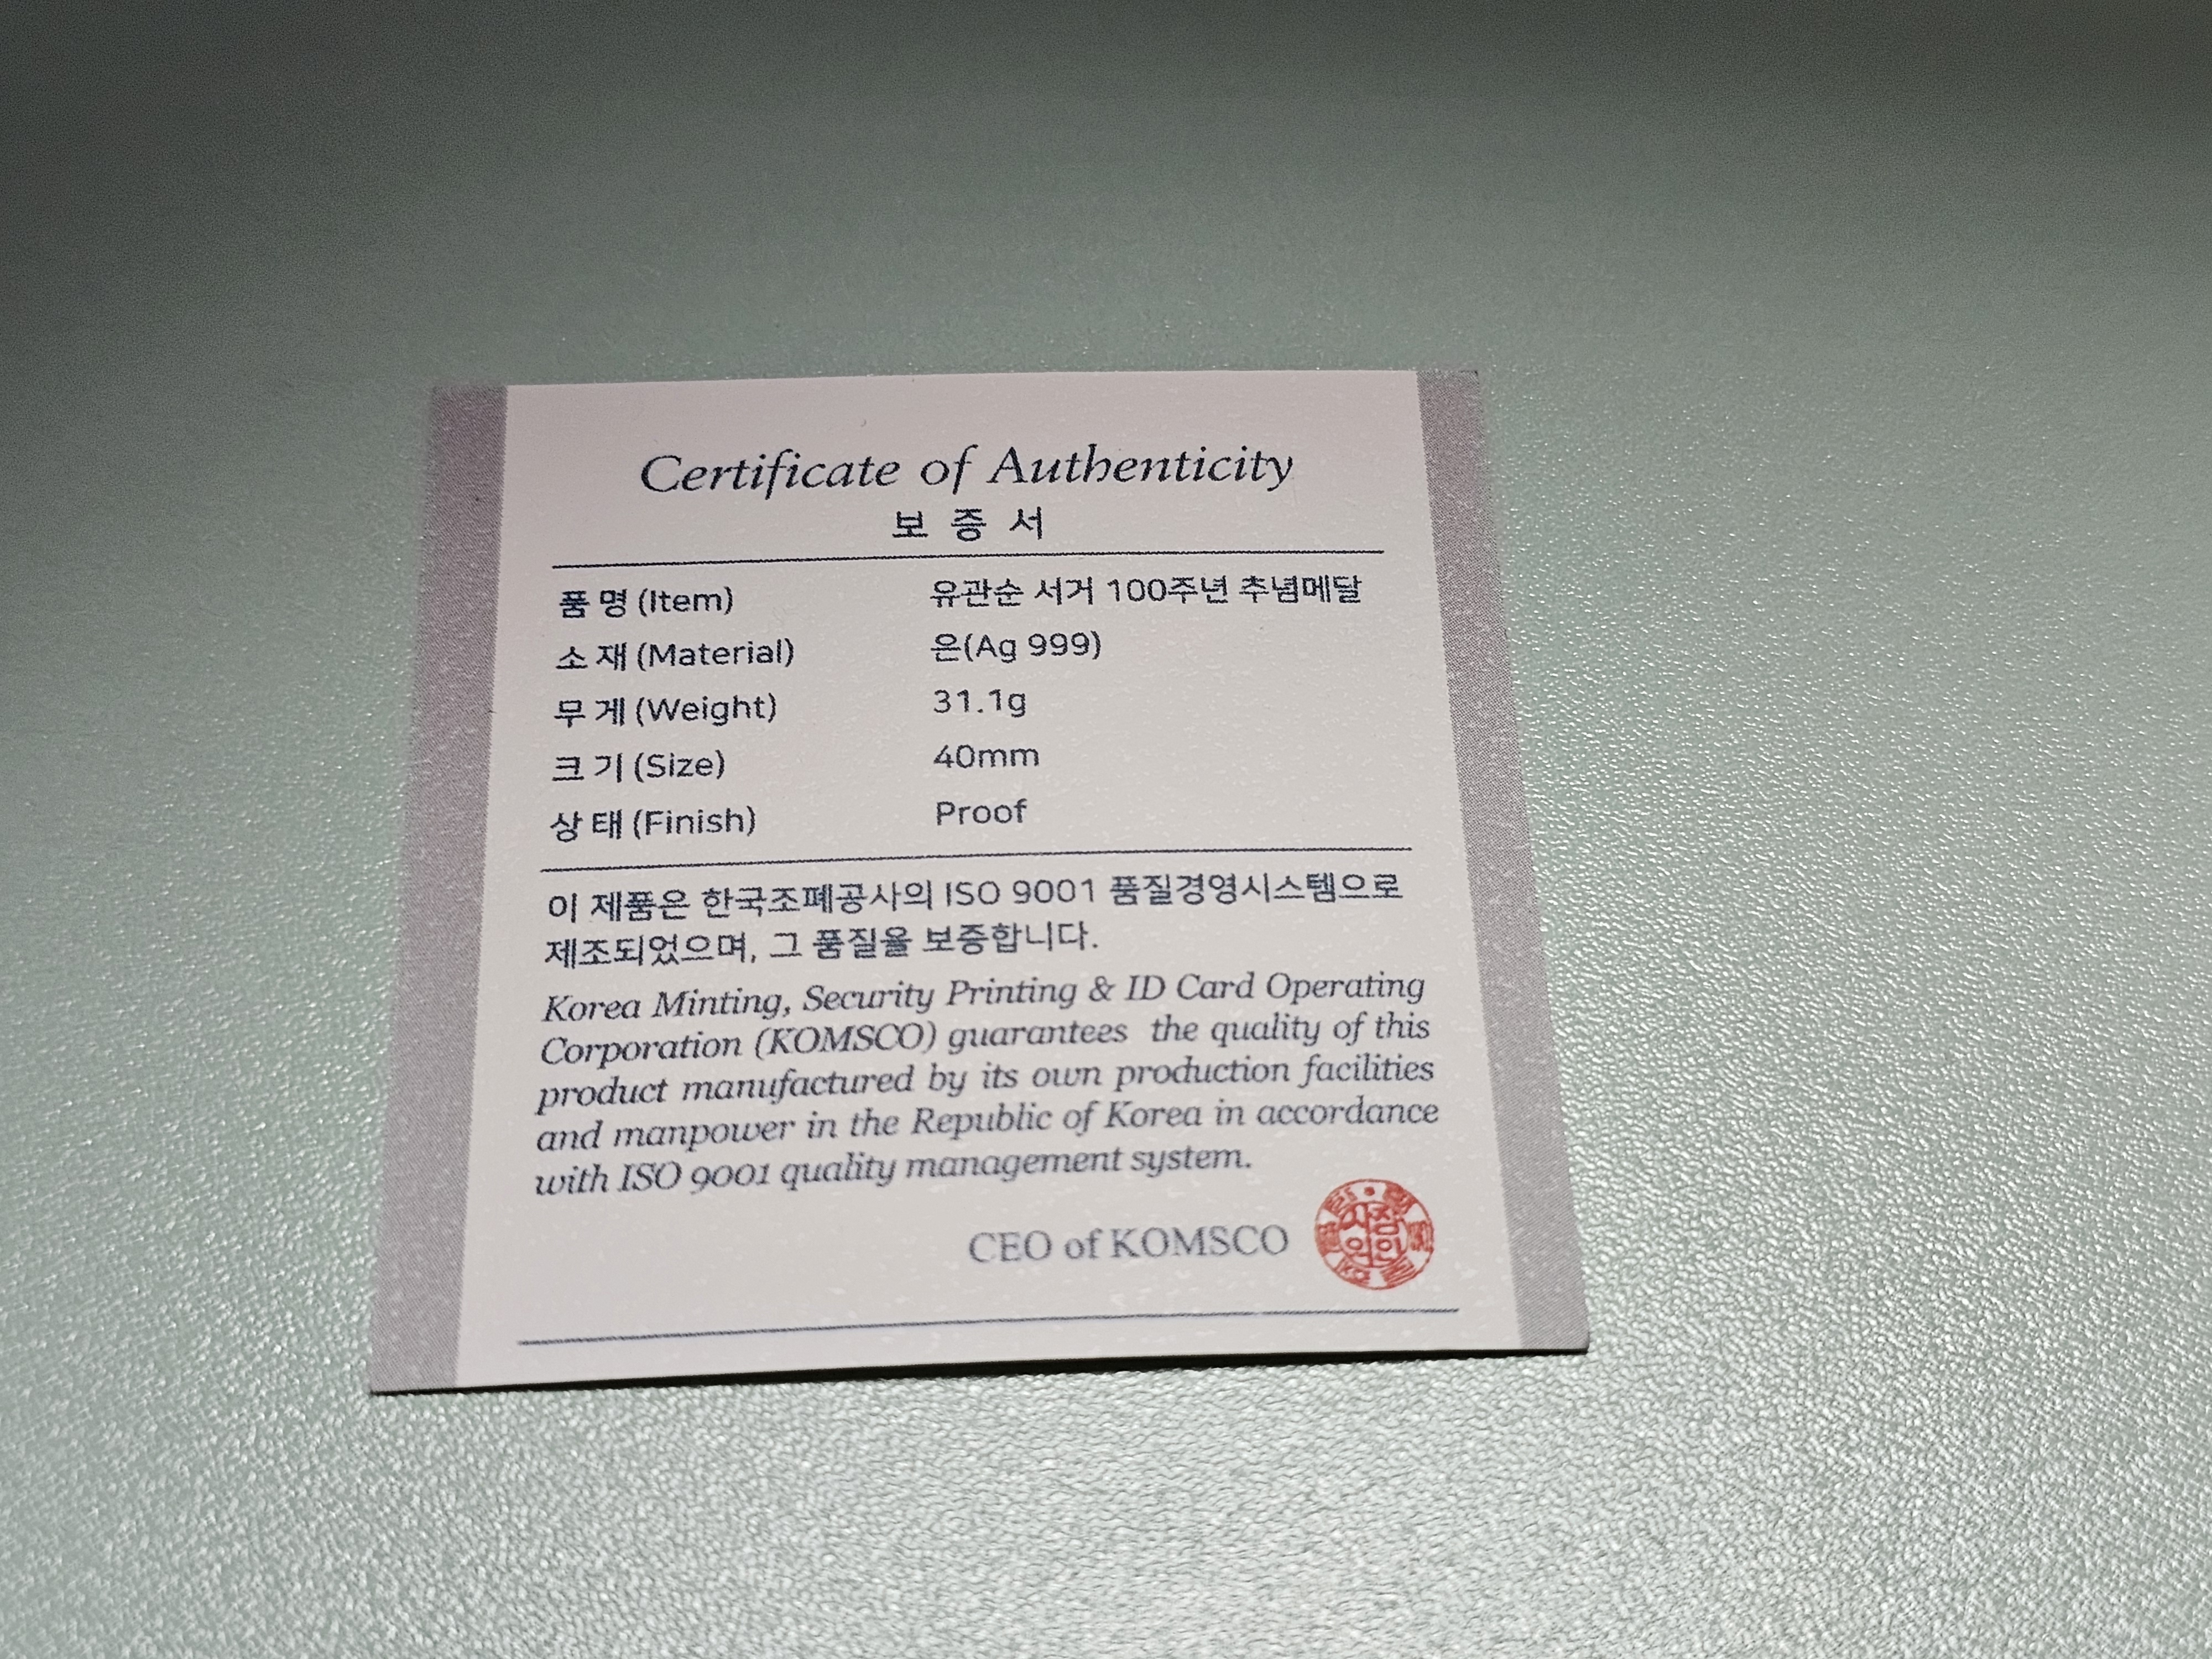 Certificate of Authenticity
보 증 서
품 명 (Item) 유관순 서거 100주년 추념메달
소 재 (Material) 은(Ag 999)
무 게 (Weight) 31.1g
크 기 (Size) 40mm
상 태 (Finish) Proof
이 제품은 한국조폐공사의 ISO 9001 품질경영시스템으로
제조되었으며, 그 품질을 보증합니다.
Korea Minting, Security Printing & ID Card Operating
Corporation (KOMSCO) guarantees the quality of this
product manufactured by its own production facilities
and manpower in the Republic of Korea in accordance
with ISO 9001 quality management system.
CEO of KOMSCO